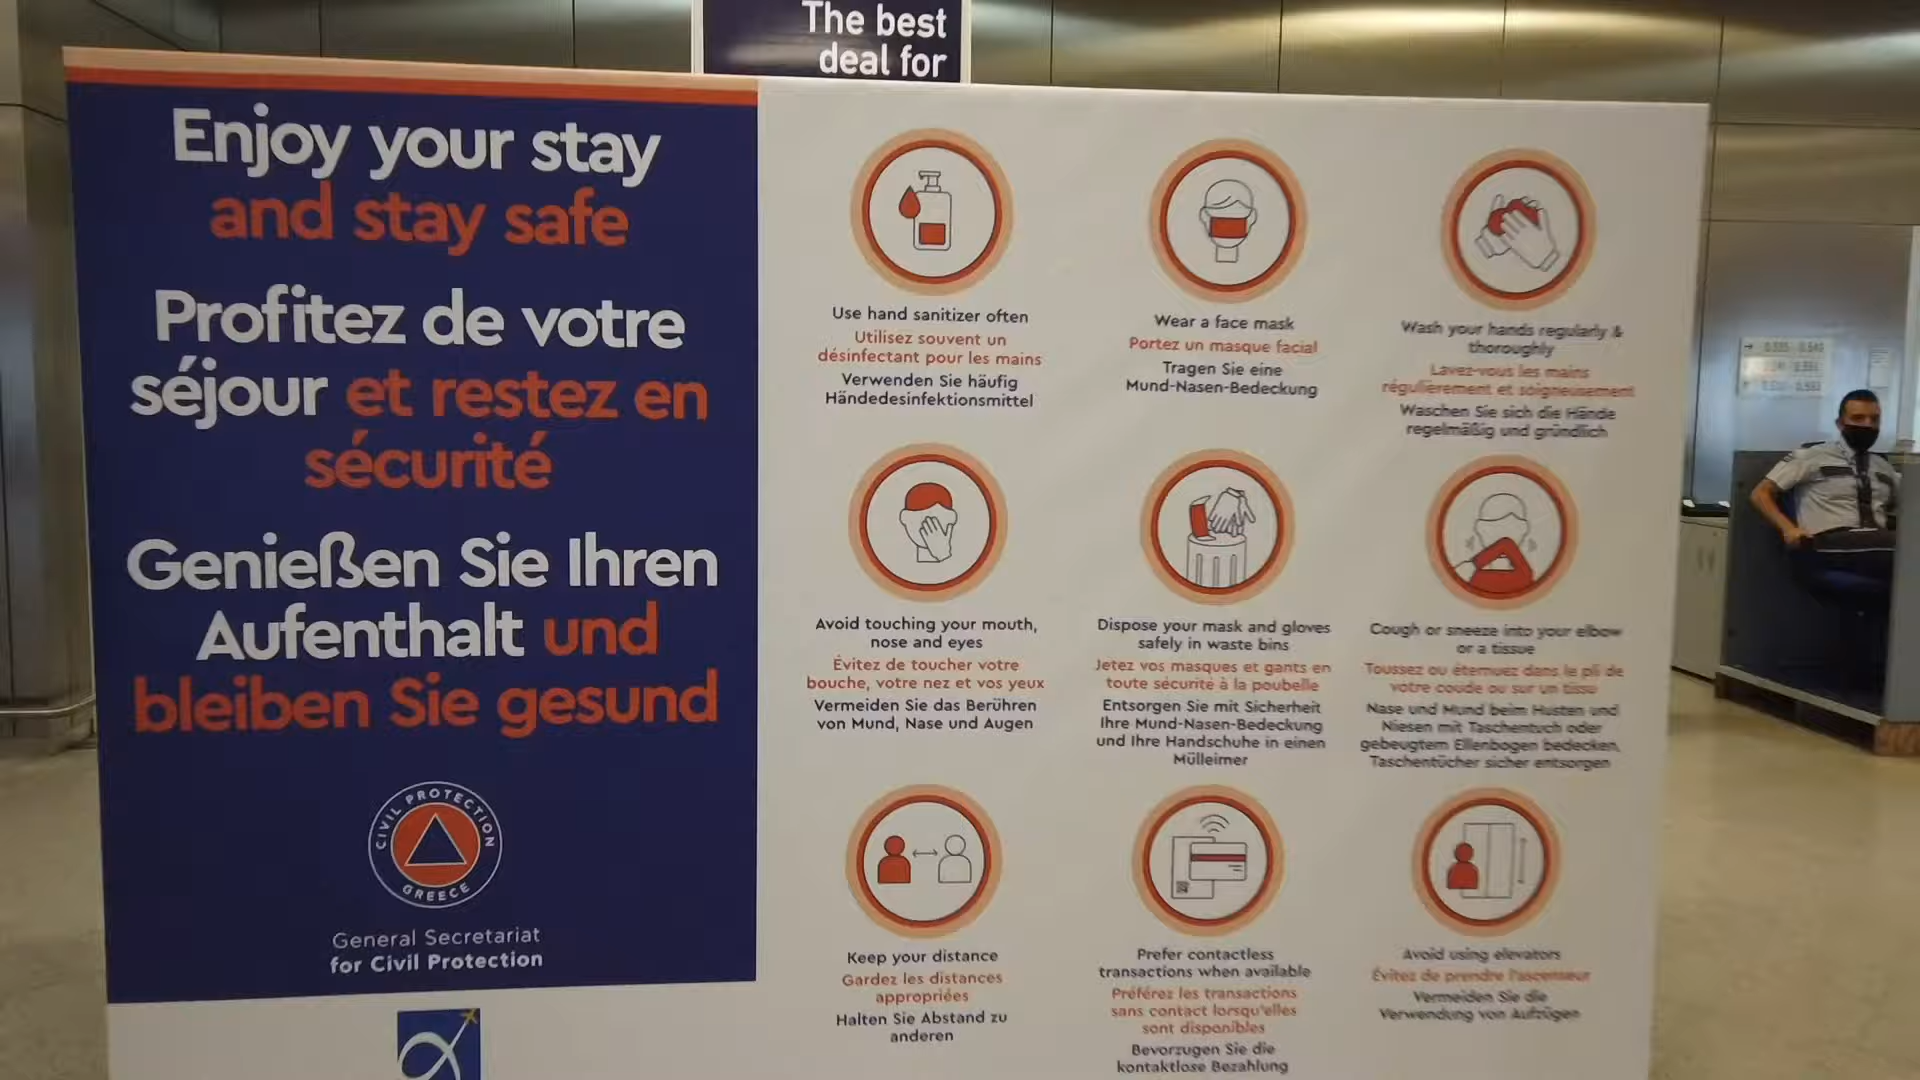 The best
deal for
Enjoy your stay
and stay safe
Profitez de votre
séjour et restez en
sécurité
Genießen Sie Ihren
Aufenthalt und
bleiben Sie gesund
CIVIL PROTECTION
GREECE
General Secretariat
for Civil Protection
Use hand sanitizer often
Utilisez souvent un
désinfectant pour les mains
Verwenden Sie häufig
Händedesinfektionsmittel
Wear a face mask
Portez un masque facial
Tragen Sie eine
Mund-Nasen-Bedeckung
Wash your hands regularly &
thoroughly
Lavez-vous les mains
régulièrement et soigneusement
Waschen Sie sich die Hände
regelmäßig und gründlich
Avoid touching your mouth,
nose and eyes
Évitez de toucher votre
bouche, votre nez et vos yeux
Vermeiden Sie das Berühren
von Mund, Nase und Augen
Dispose your mask and gloves
safely in waste bins
Jetez vos masques et gants en
toute sécurité à la poubelle
Entsorgen Sie mit Sicherheit
Ihre Mund-Nasen-Bedeckung
und Ihre Handschuhe in einen
Mülleimer
Cough or sneeze into your elbow
or a tissue
Toussez ou éternuez dans le pli de
votre coude ou sur un tissu
Nase und Mund beim Husten und
Niesen mit Taschentuch oder
gebeugtem Ellenbogen bedecken,
Taschentücher sicher entsorgen
Keep your distance
Gardez les distances
appropriées
Halten Sie Abstand zu
anderen
Prefer contactless
transactions when available
Préférez les transactions
sans contact lorsqu'elles
sont disponibles
Bevorzugen Sie die
kontaktlose Bezahlung
Avoid using elevators
Évitez de prendre l'ascenseur
Vermeiden Sie die
Verwendung von Aufzügen